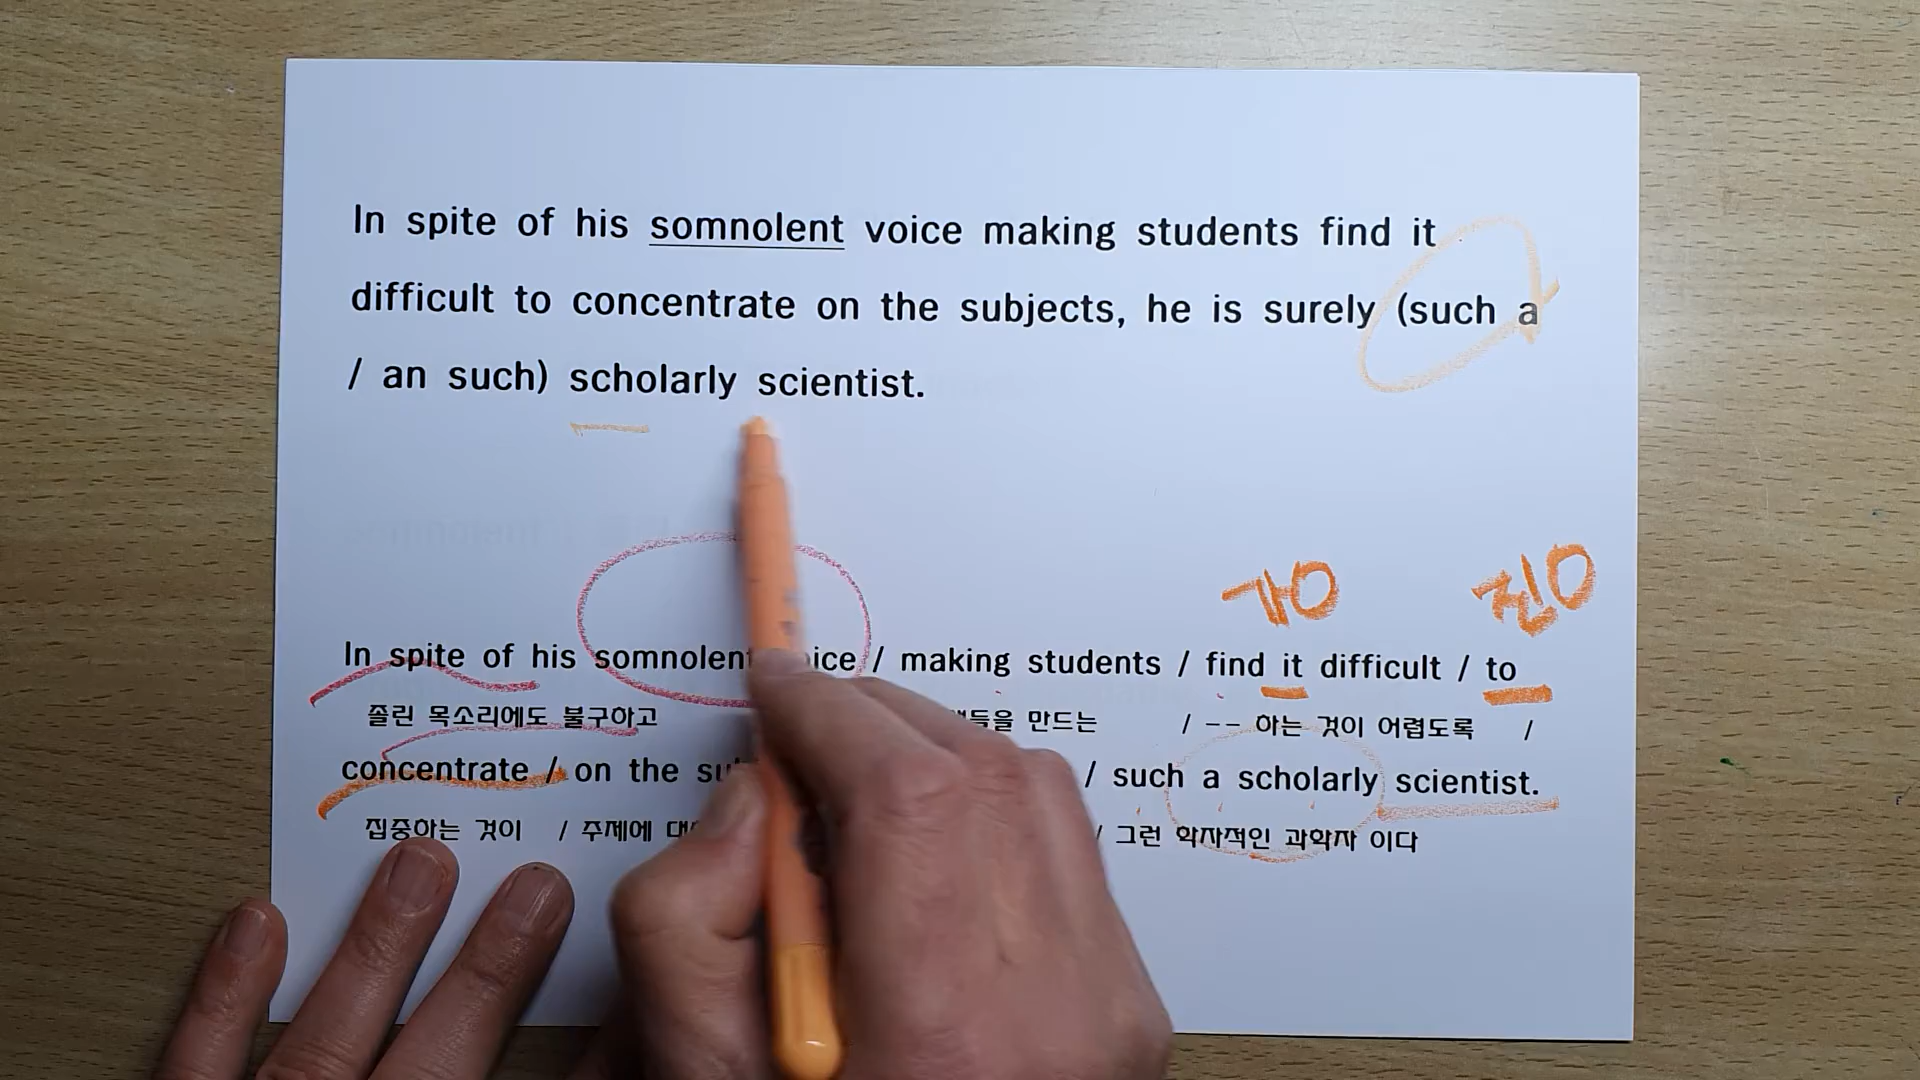 In spite of his somnolent voice making students find it
difficult to concentrate on the subjects, he is surely (such a
/ an such) scholarly scientist.
가O 진O
In spite of his somnolent / making students / find it difficult / to
졸린 목소리에도 불구하고 만드는 / -- 하는 것이 어렵도록 /
concentrate / on the / such a scholarly scientist.
집중하는 것이 / 주제에 / 그런 학자적인 과학자 이다